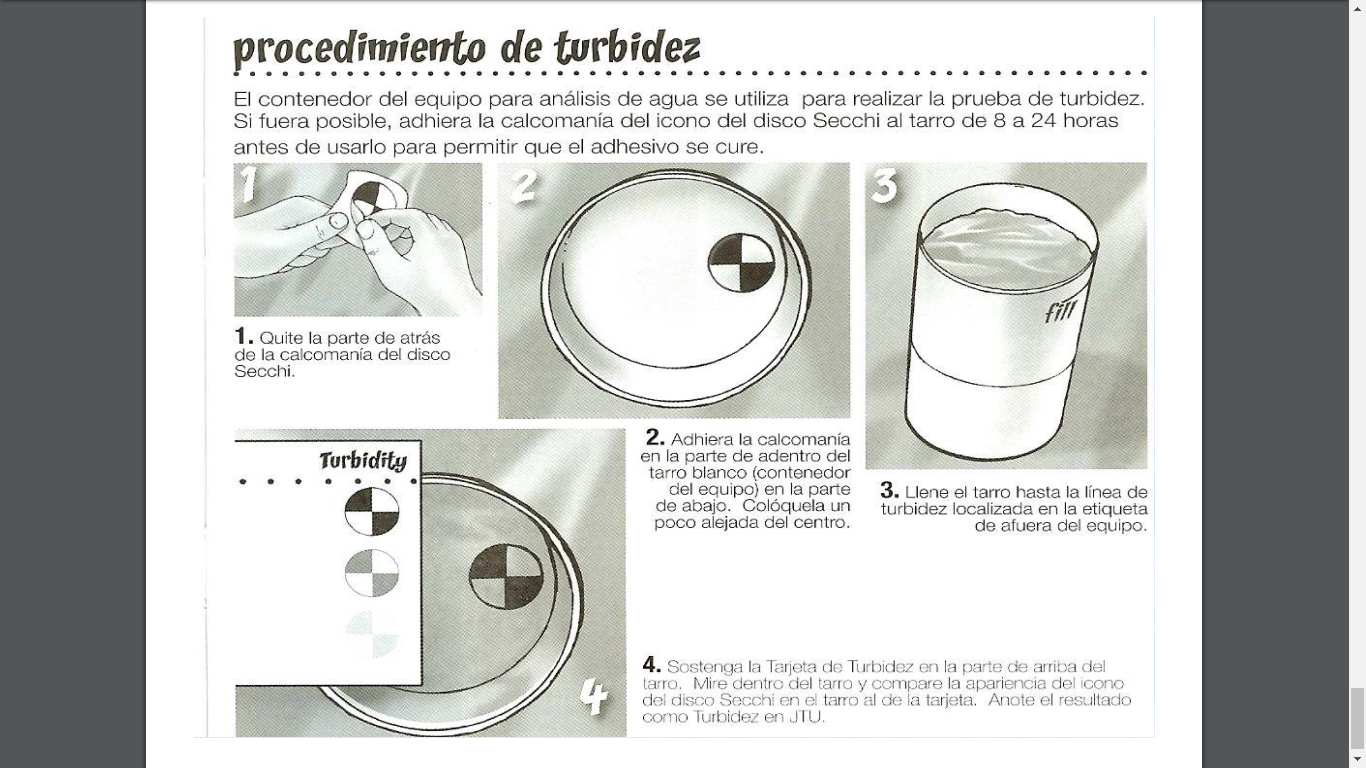 procedimiento de turbidez
El contenedor del equipo para análisis de agua se utiliza para realizar la prueba de turbidez.
Si fuera posible, adhiera la calcomanía del icono del disco Secchi al tarro de 8 a 24 horas
antes de usarlo para permitir que el adhesivo se cure.
1
1. Quite la parte de atrás
de la calcomanía del disco
Secchi.
2
2. Adhiera la calcomanía
en la parte de adentro del
tarro blanco (contenedor
del equipo) en la parte
de abajo. Colóquela un
poco alejada del centro.
3
fill
3. Llene el tarro hasta la línea de
turbidez localizada en la etiqueta
de afuera del equipo.
Turbidity
4
4. Sostenga la Tarjeta de Turbidez en la parte de arriba del
tarro. Mire dentro del tarro y compare la apariencia del icono
del disco Secchi en el tarro al de la tarjeta. Anote el resultado
como Turbidez en JTU.